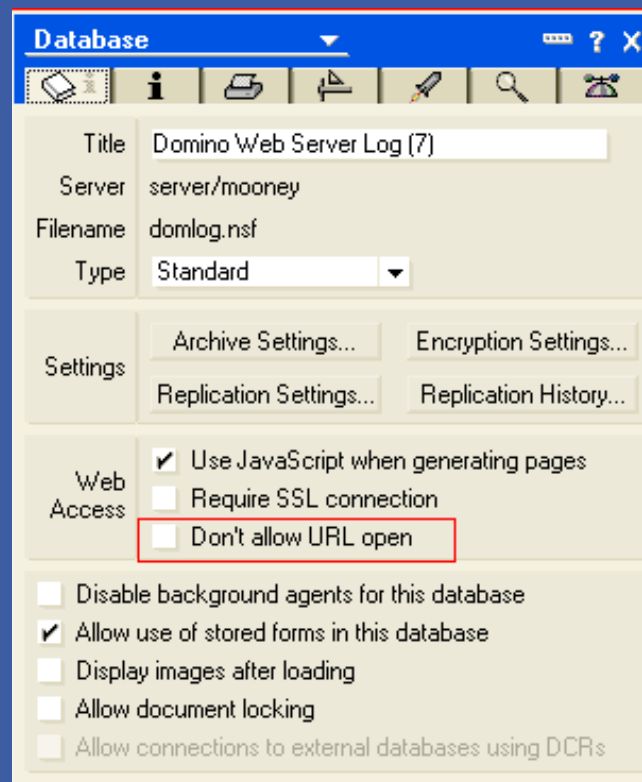 Database
? X
i
Title Domino Web Server Log (7)
Server server/mooney
Filename domlog.nsf
Type Standard
Settings
Archive Settings... Encryption Settings...
Replication Settings... Replication History...
Web Access
Use JavaScript when generating pages
Require SSL connection
Don't allow URL open
Disable background agents for this database
Allow use of stored forms in this database
Display images after loading
Allow document locking
Allow connections to external databases using DCRs